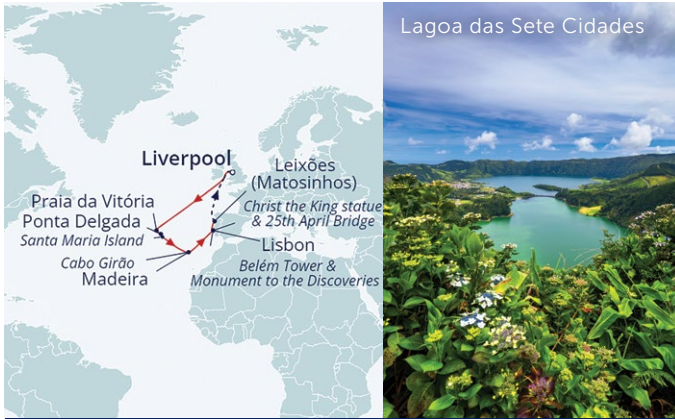 Lagoa das Sete Cidades
Liverpool
Leixões
(Matosinhos)
Christ the King statue
& 25th April Bridge
Praia da Vitória
Ponta Delgada
Santa Maria Island
Lisbon
Cabo Girão
Madeira
Belém Tower &
Monument to the Discoveries